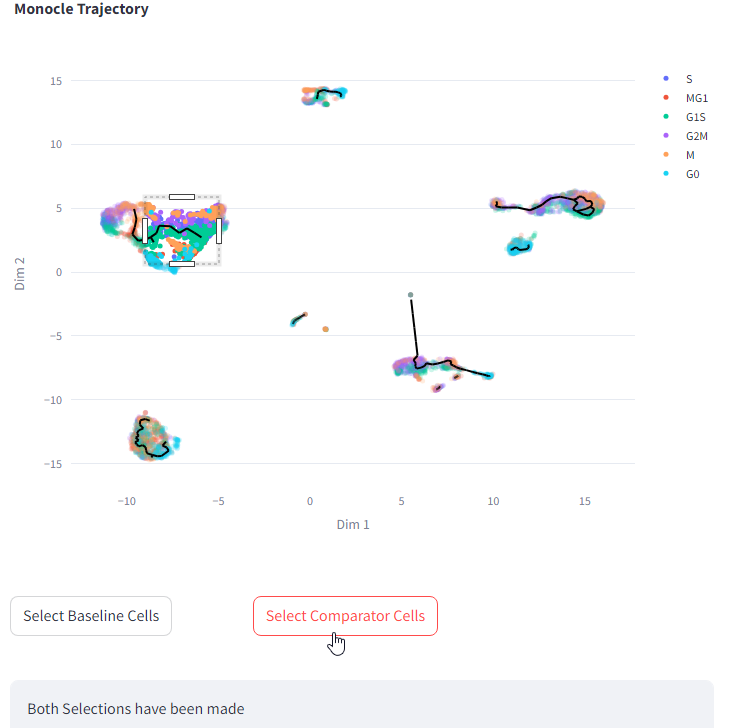 Monocle Trajectory
15
10
5
0
−5
−10
−15
Dim 2
−10
−5
0
5
10
15
Dim 1
S
MG1
G1S
G2M
M
G0
Select Baseline Cells
Select Comparator Cells
Both Selections have been made